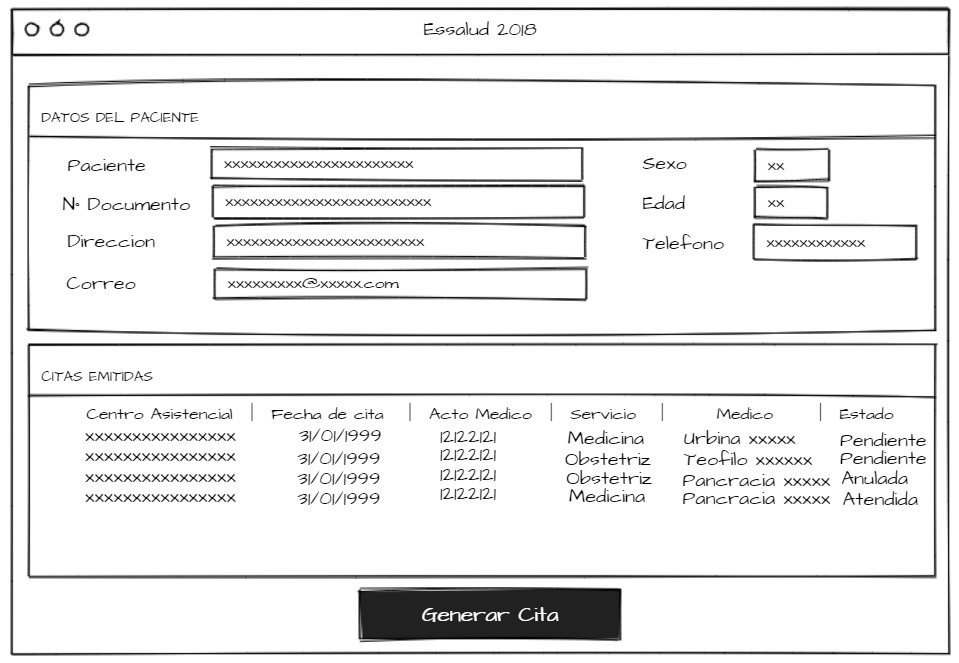 Essalud 2018
DATOS DEL PACIENTE
Paciente xxxxxxxxxxxxxxxxxxxxxxx Sexo xx
Nº Documento xxxxxxxxxxxxxxxxxxxxxxxxx Edad xx
Direccion xxxxxxxxxxxxxxxxxxxxxxxx Telefono xxxxxxxxxxxx
Correo xxxxxxxxx@xxxxx.com
CITAS EMITIDAS
Centro Asistencial | Fecha de cita | Acto Medico | Servicio | Medico | Estado
xxxxxxxxxxxxxxxx 31/01/1999 12122121 Medicina Urbina xxxxx Pendiente
xxxxxxxxxxxxxxxx 31/01/1999 12122121 Obstetriz Teofilo xxxxxx Pendiente
xxxxxxxxxxxxxxxx 31/01/1999 12122121 Obstetriz Pancracia xxxxx Anulada
xxxxxxxxxxxxxxxx 31/01/1999 12122121 Medicina Pancracia xxxxx Atendida
Generar Cita